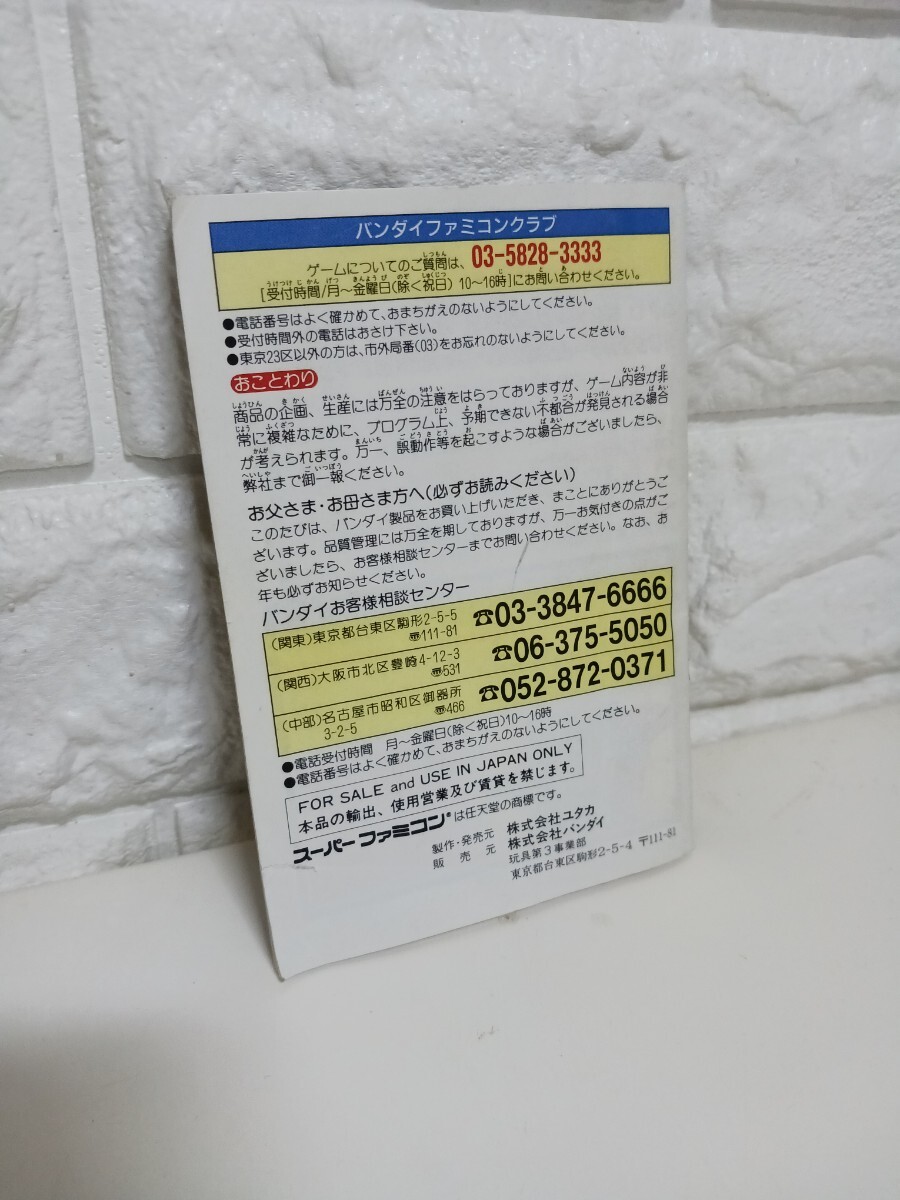 バンダイファミコンクラブ
ゲームについてのご質問は、03-5828-3333
[受付時間/月～金曜日(除く祝日) 10～16時]にお問い合わせください。
●電話番号はよく確かめて、おまちがえのないようにしてください。
●受付時間外の電話はおさけ下さい。
●東京23区以外の方は、市外局番(03)をお忘れのないようにしてください。
おことわり
商品の企画、生産には万全の注意をはらっておりますが、ゲーム内容が非
常に複雑なために、プログラム上、予期できない不都合が発見される場合
が考えられます。万一、誤動作等を起こすような場合がございましたら、
弊社まで御一報ください。
お父さま・お母さま方へ(必ずお読みください)
このたびは、バンダイ製品をお買い上げいただき、まことにありがとうご
ざいます。品質管理には万全を期しておりますが、万一お気付きの点がご
ざいましたら、お客様相談センターまでお問い合わせください。なお、お
年も必ずお知らせください。
バンダイお客様相談センター
(関東)東京都台東区駒形2-5-5 〠111-81 ☎03-3847-6666
(関西)大阪市北区豊崎4-12-3 〠531 ☎06-375-5050
(中部)名古屋市昭和区御器所 3-2-5 〠466 ☎052-872-0371
●電話受付時間 月～金曜日(除く祝日)10～16時
●電話番号はよく確かめて、おまちがえのないようにしてください。
FOR SALE and USE IN JAPAN ONLY
本品の輸出、使用営業及び賃貸を禁じます。
スーパーファミコン®は任天堂の商標です。
製作・発売元 株式会社ユタカ
販売元 株式会社バンダイ
玩具第3事業部
東京都台東区駒形2-5-4 〒111-81